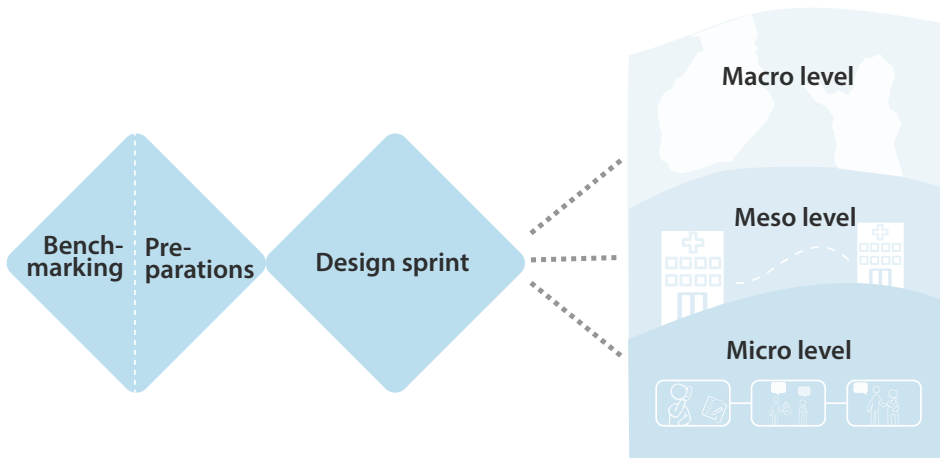 Bench-
marking
Pre-
parations
Design sprint
Macro level
Meso level
Micro level